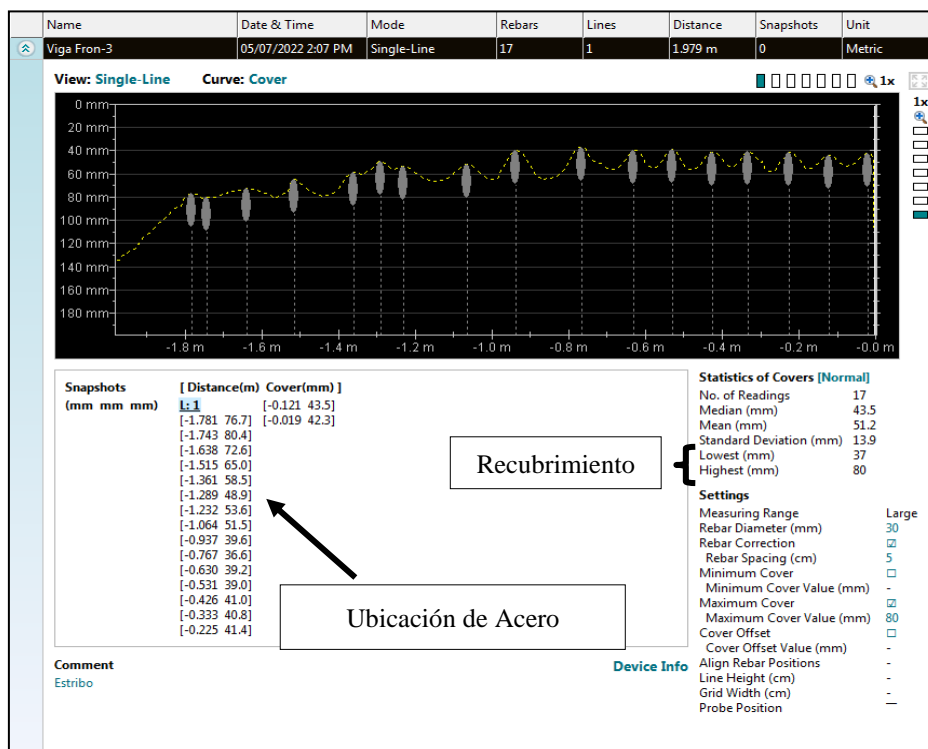 Name Date & Time Mode Rebars Lines Distance Snapshots Unit
Viga Fron-3 05/07/2022 2:07 PM Single-Line 17 1 1.979 m 0 Metric
View: Single-Line Curve: Cover 1x
1x
0 mm
20 mm
40 mm
60 mm
80 mm
100 mm
120 mm
140 mm
160 mm
180 mm
-1.8 m -1.6 m -1.4 m -1.2 m -1.0 m -0.8 m -0.6 m -0.4 m -0.2 m -0.0 m
Snapshots [ Distance(m) Cover(mm) ]
(mm mm mm) L: 1 [-0.121 43.5]
[-1.781 76.7] [-0.019 42.3]
[-1.743 80.4]
[-1.638 72.6]
[-1.515 65.0]
[-1.361 58.5]
[-1.289 48.9]
[-1.232 53.6]
[-1.064 51.5]
[-0.937 39.6]
[-0.767 36.6]
[-0.630 39.2]
[-0.531 39.0]
[-0.426 41.0]
[-0.333 40.8]
[-0.225 41.4]
Recubrimiento
Ubicación de Acero
Statistics of Covers [Normal]
No. of Readings 17
Median (mm) 43.5
Mean (mm) 51.2
Standard Deviation (mm) 13.9
Lowest (mm) 37
Highest (mm) 80
Settings
Measuring Range Large
Rebar Diameter (mm) 30
Rebar Correction ☑
Rebar Spacing (cm) 5
Minimum Cover ☐
Minimum Cover Value (mm) -
Maximum Cover ☑
Maximum Cover Value (mm) 80
Cover Offset ☐
Cover Offset Value (mm) -
Align Rebar Positions -
Line Height (cm) -
Grid Width (cm) -
Probe Position —
Comment Device Info
Estribo